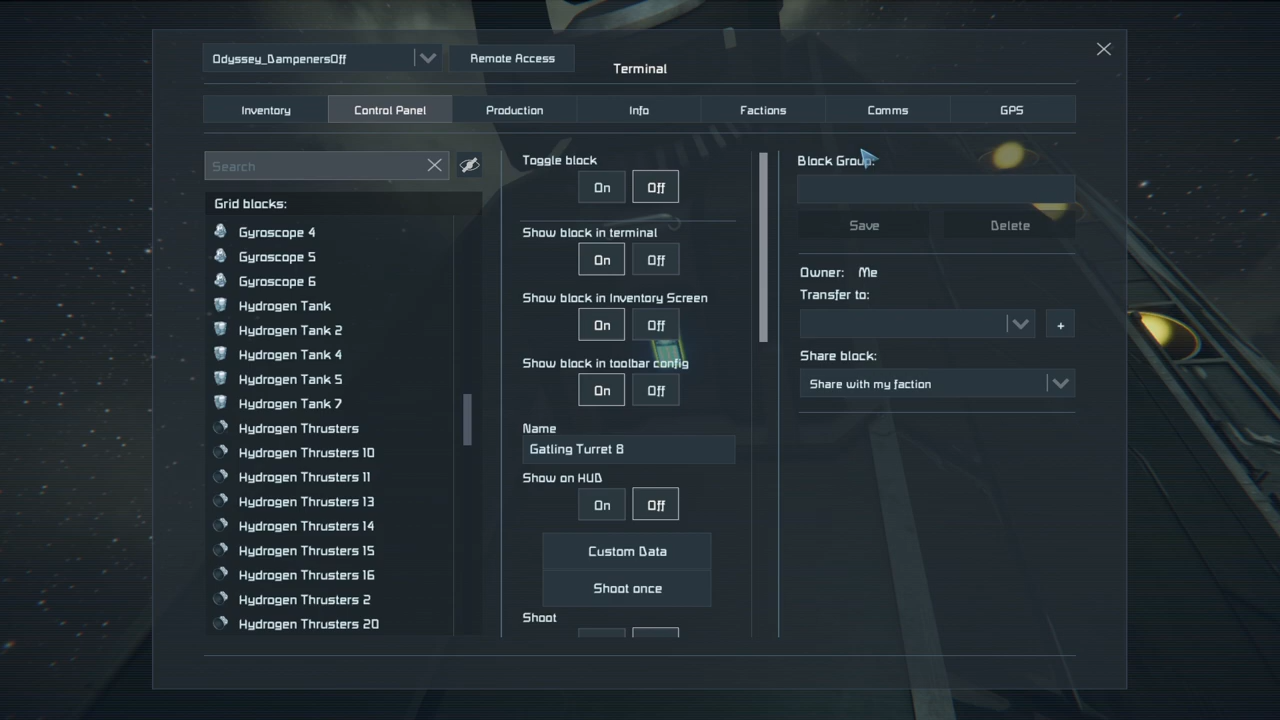 Odyssey_DampenersOff
Remote Access
Terminal
Inventory
Control Panel
Production
Info
Factions
Comms
GPS
Search
Grid blocks:
Gyroscope 4
Gyroscope 5
Gyroscope 6
Hydrogen Tank
Hydrogen Tank 2
Hydrogen Tank 4
Hydrogen Tank 5
Hydrogen Tank 7
Hydrogen Thrusters
Hydrogen Thrusters 10
Hydrogen Thrusters 11
Hydrogen Thrusters 13
Hydrogen Thrusters 14
Hydrogen Thrusters 15
Hydrogen Thrusters 16
Hydrogen Thrusters 2
Hydrogen Thrusters 20
Toggle block
On Off
Show block in terminal
On Off
Show block in Inventory Screen
On Off
Show block in toolbar config
On Off
Name
Gatling Turret 8
Show on HUD
On Off
Custom Data
Shoot once
Shoot
Block Group:
Save
Delete
Owner: Me
Transfer to:
+
Share block:
Share with my faction